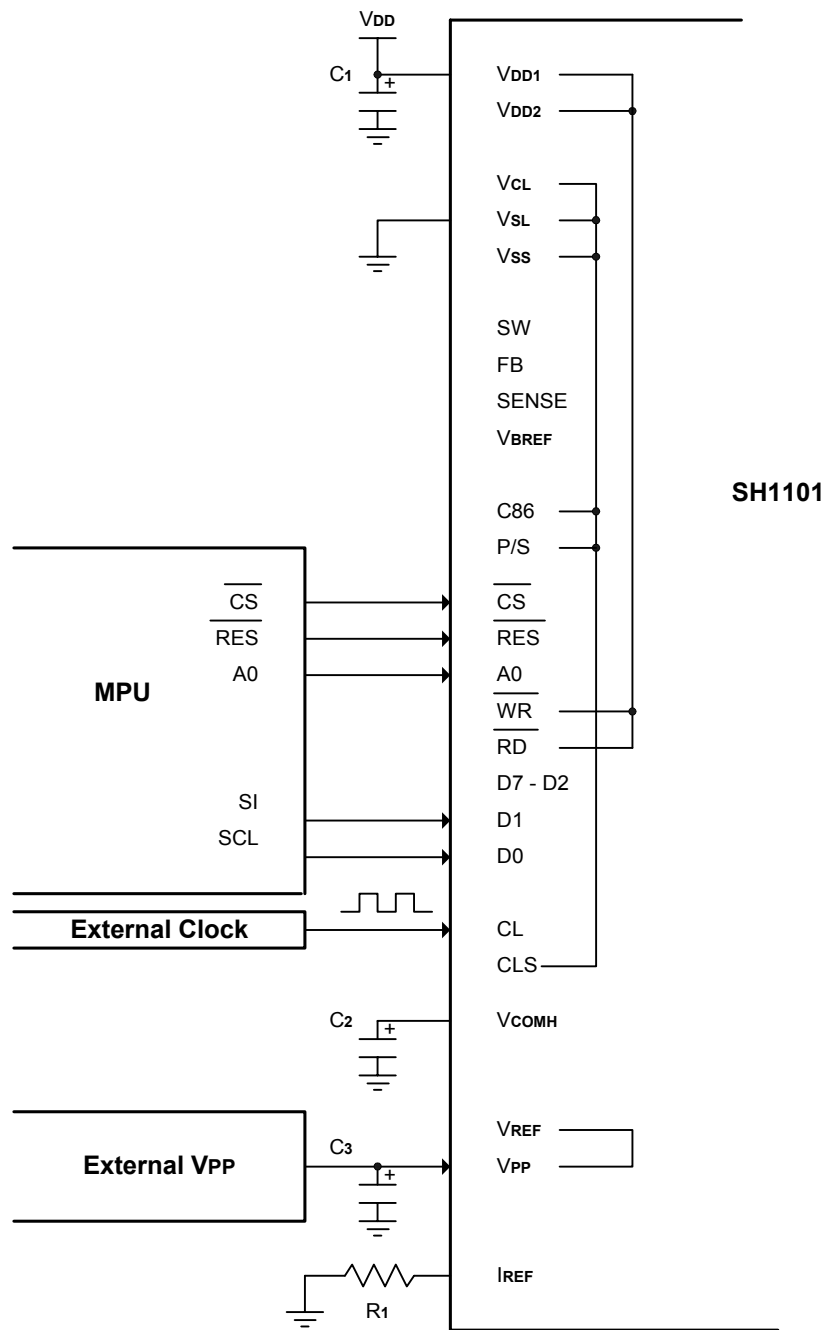 VDD
C1
+
VDD1
VDD2
VCL
VSL
VSS
SW
FB
SENSE
VBREF
SH1101
C86
P/S
CS
CS
RES
RES
A0
A0
MPU
WR
RD
D7 - D2
SI
D1
SCL
D0
External Clock
CL
CLS
C2
+
VCOMH
VREF
External VPP
C3
+
VPP
IREF
R1